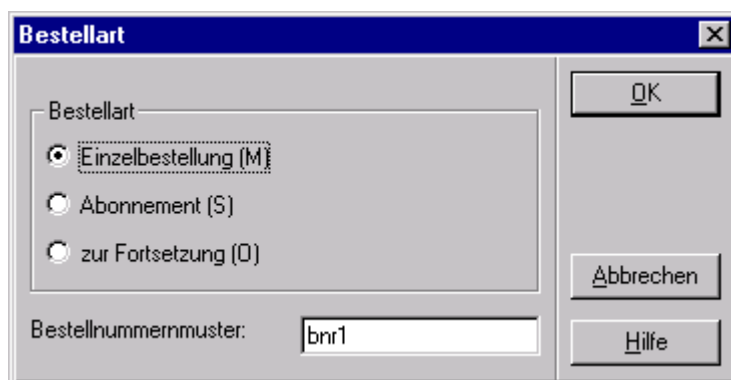 Bestellart
OK
Bestellart
Einzelbestellung (M)
Abonnement (S)
zur Fortsetzung (O)
Abbrechen
Bestellnummernmuster: bnr1
Hilfe